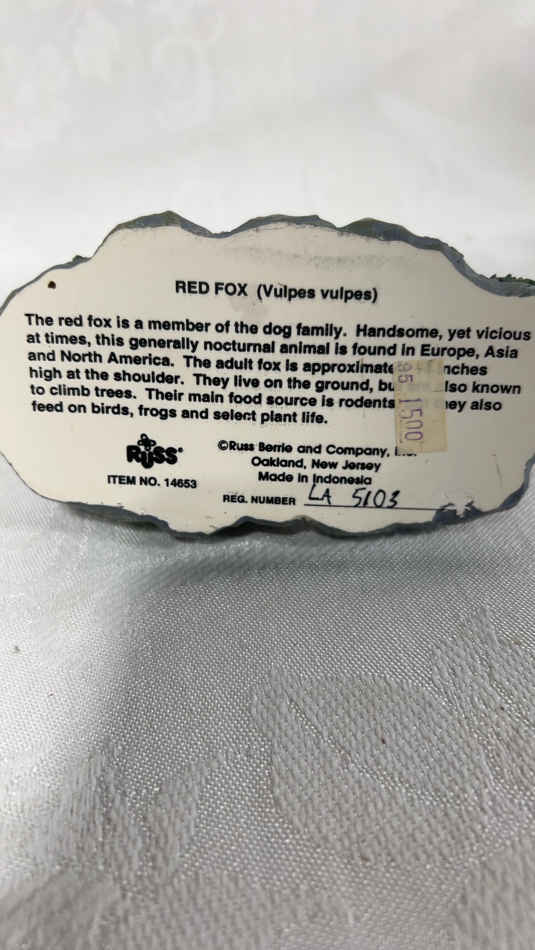 RED FOX (Vulpes vulpes)
The red fox is a member of the dog family. Handsome, yet vicious
at times, this generally nocturnal animal is found in Europe, Asia
and North America. The adult fox is approximate nches
high at the shoulder. They live on the ground, bu lso known
to climb trees. Their main food source is rodents ey also
feed on birds, frogs and select plant life.
95 1500
RUSS®
ITEM NO. 14653
©Russ Berrie and Company,
Oakland, New Jersey
Made in Indonesia
REG. NUMBER LA 5103